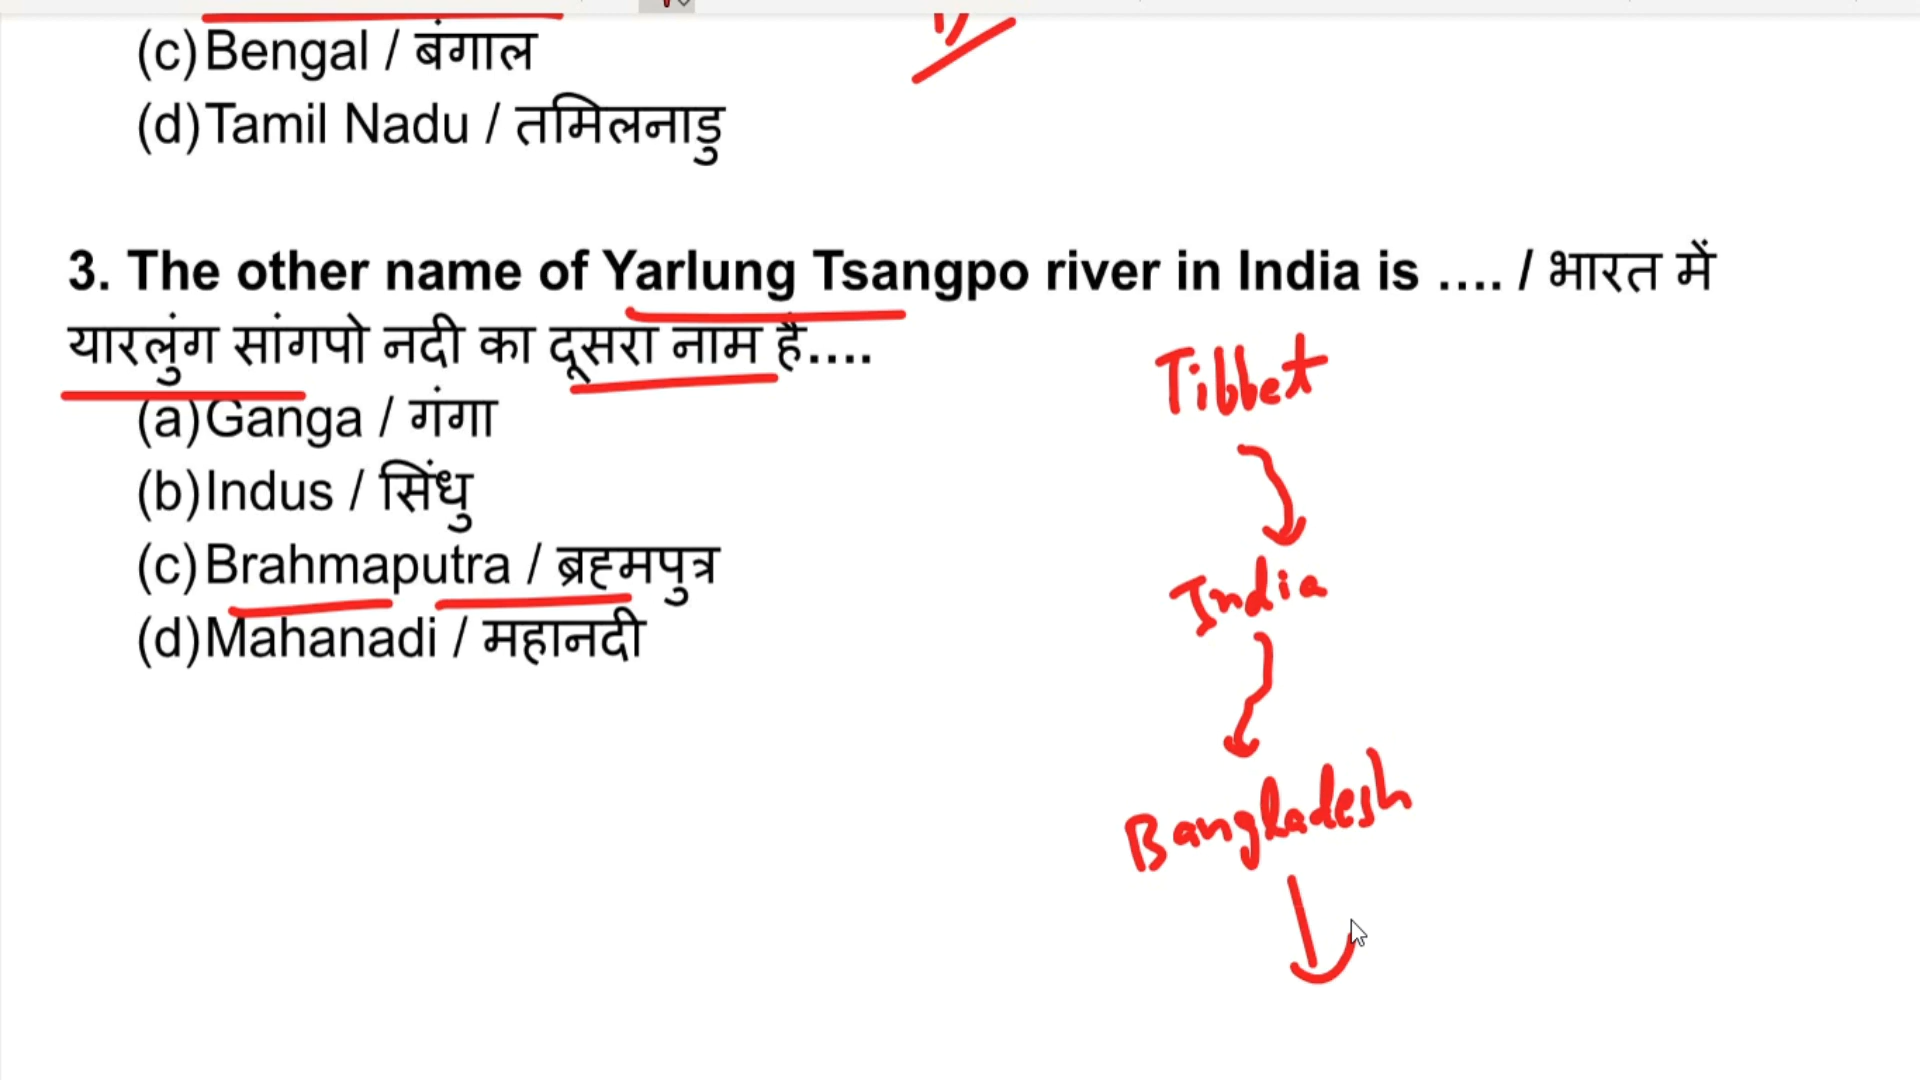 (c) Bengal / बंगाल
(d) Tamil Nadu / तमिलनाडु
3. The other name of Yarlung Tsangpo river in India is .... / भारत में
यारलुंग सांगपो नदी का दूसरा नाम है....
(a) Ganga / गंगा
(b) Indus / सिंधु
(c) Brahmaputra / ब्रह्मपुत्र
(d) Mahanadi / महानदी
Tibbet
India
Bangladesh